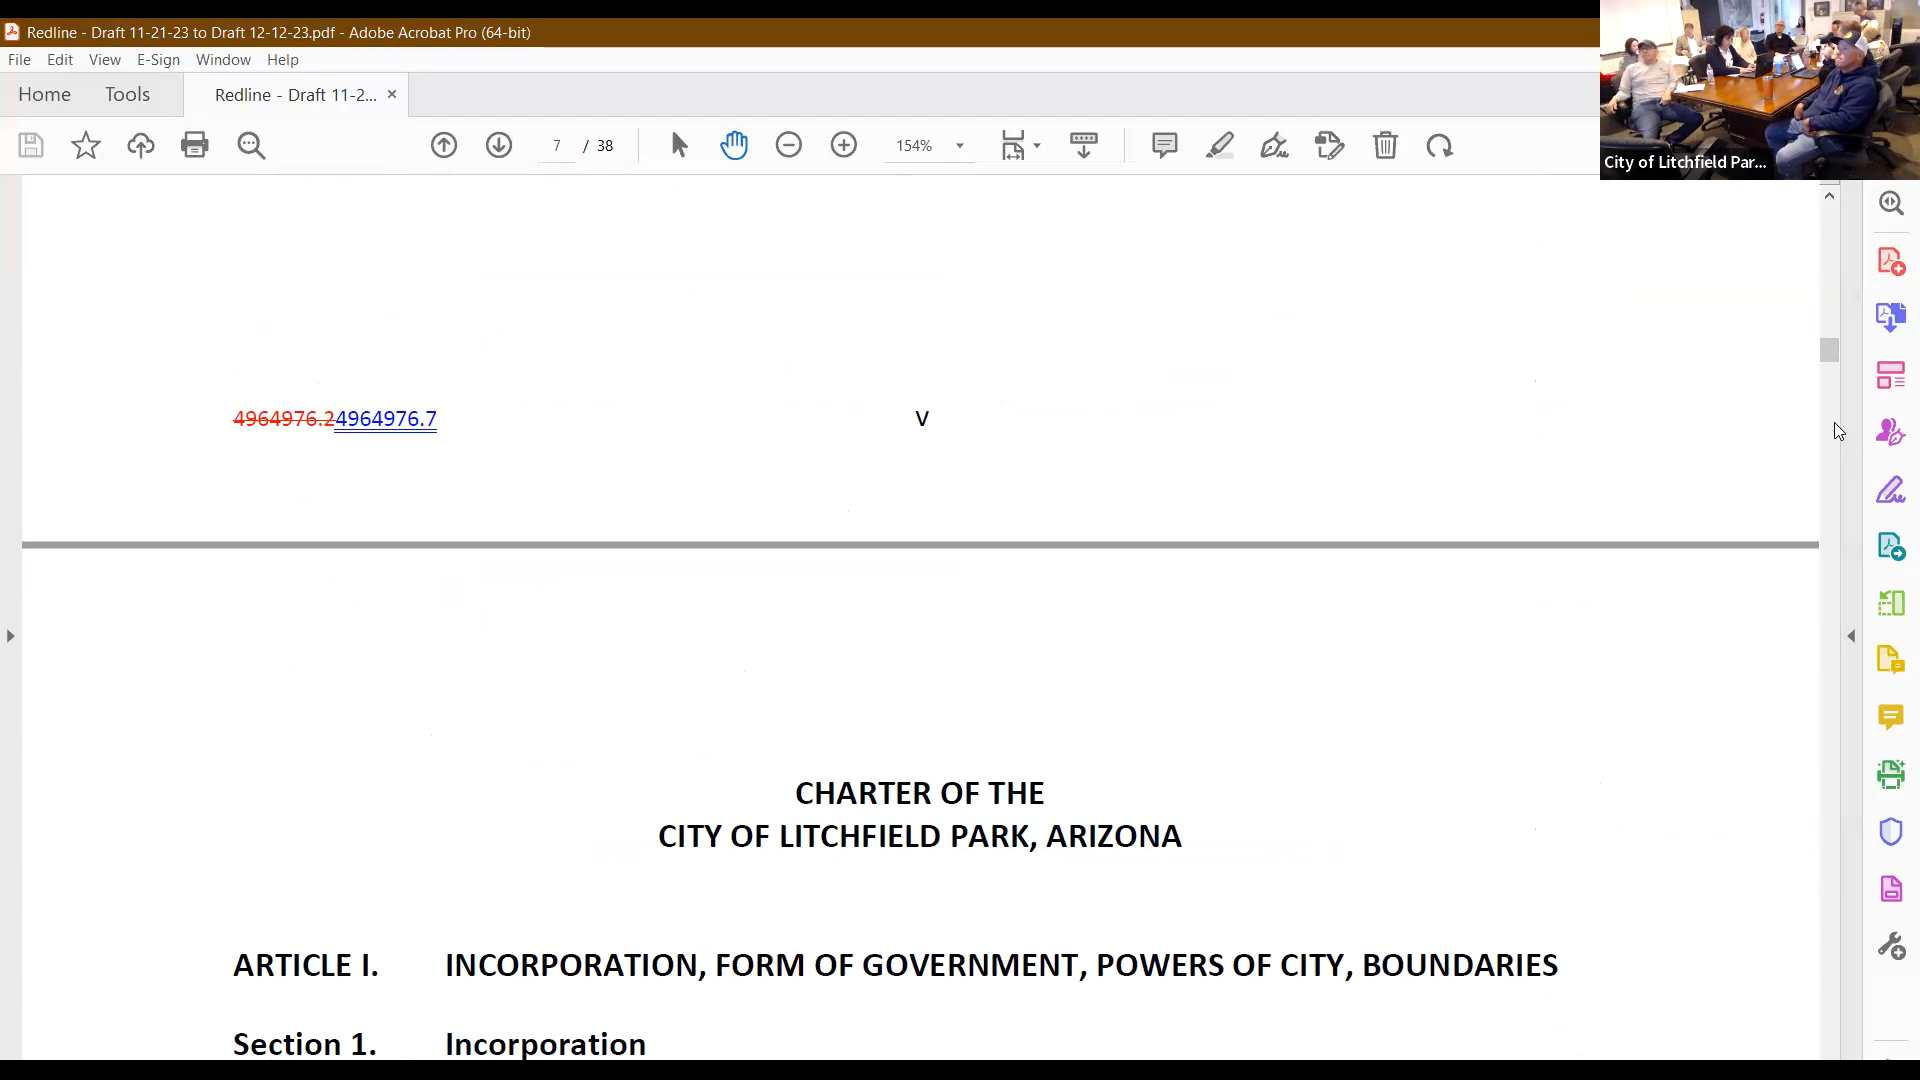 Redline - Draft 11-21-23 to Draft 12-12-23.pdf - Adobe Acrobat Pro (64-bit)
File Edit View E-Sign Window Help
Home Tools Redline - Draft 11-2... ×
7 / 38 154%
City of Litchfield Par...
4964976.24964976.7 v
CHARTER OF THE
CITY OF LITCHFIELD PARK, ARIZONA
ARTICLE I. INCORPORATION, FORM OF GOVERNMENT, POWERS OF CITY, BOUNDARIES
Section 1. Incorporation